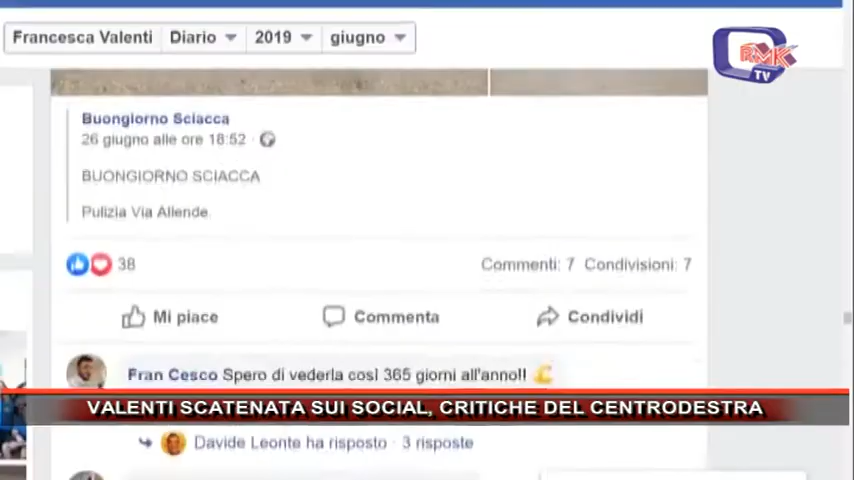 Francesca Valenti Diario 2019 giugno
RMK
TV
Buongiorno Sciacca
26 giugno alle ore 18:52 ·
BUONGIORNO SCIACCA
Pulizia Via Allende.
38 Commenti: 7 Condivisioni: 7
Mi piace Commenta Condividi
Fran Cesco Spero di vederla così 365 giorni all'anno!!
VALENTI SCATENATA SUI SOCIAL, CRITICHE DEL CENTRODESTRA
Davide Leonte ha risposto · 3 risposte